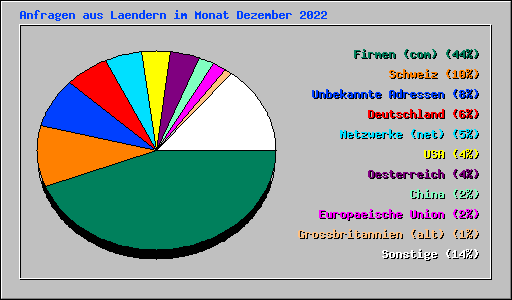 Anfragen aus Laendern im Monat Dezember 2022
Firmen (com) (44%)
Schweiz (10%)
Unbekannte Adressen (8%)
Deutschland (6%)
Netzwerke (net) (5%)
USA (4%)
Oesterreich (4%)
China (2%)
Europaeische Union (2%)
Grossbritannien (alt) (1%)
Sonstige (14%)